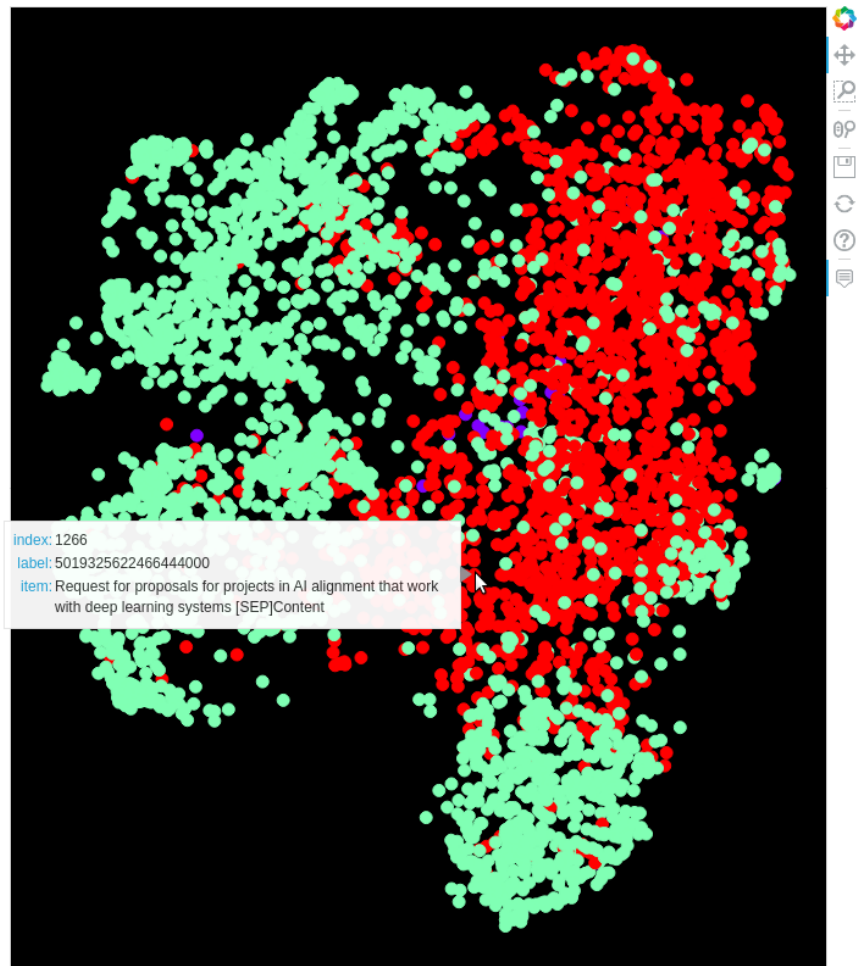 index: 1266
label: 5019325622466444000
item: Request for proposals for projects in AI alignment that work
with deep learning systems [SEP]Content